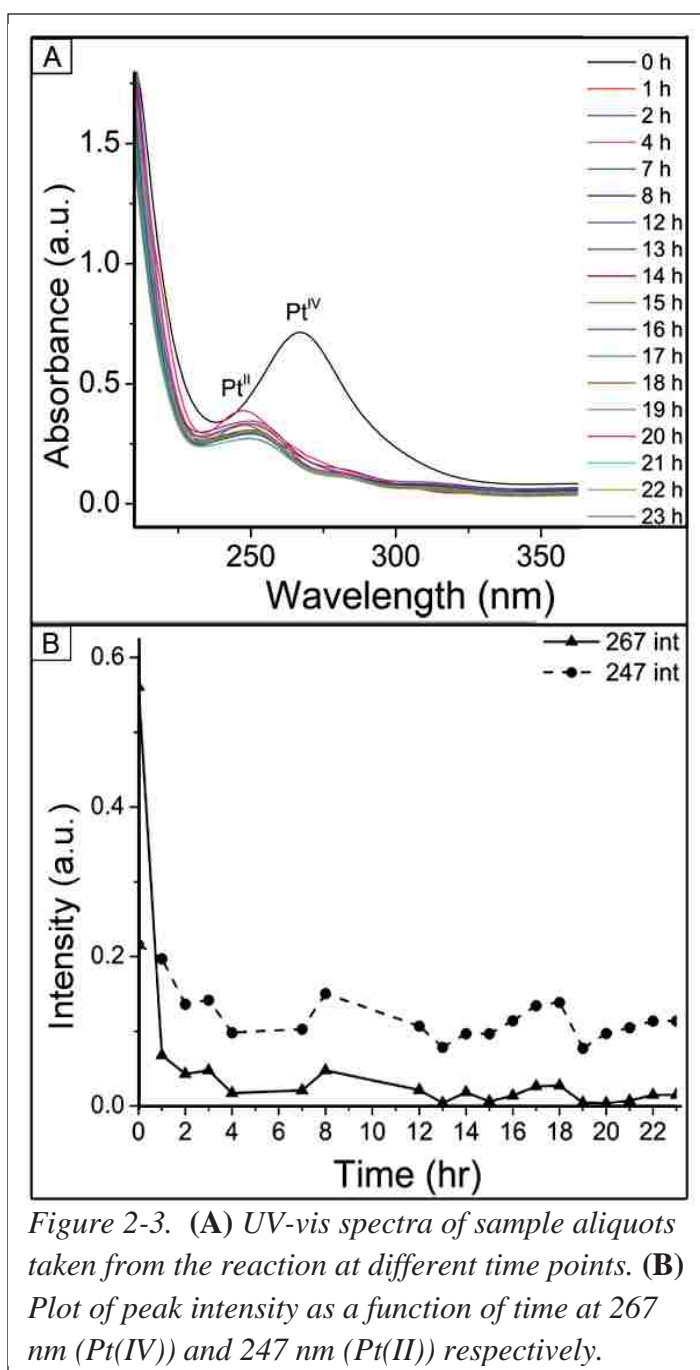 A
0 h
1 h
2 h
4 h
7 h
8 h
12 h
13 h
14 h
15 h
16 h
17 h
18 h
19 h
20 h
21 h
22 h
23 h
1.5
1.0
0.5
0.0
Absorbance (a.u.)
Pt^IV
Pt^II
250 300 350
Wavelength (nm)
B
267 int
247 int
0.6
0.4
0.2
0.0
Intensity (a.u.)
0 2 4 6 8 10 12 14 16 18 20 22
Time (hr)
Figure 2-3. (A) UV-vis spectra of sample aliquots
taken from the reaction at different time points. (B)
Plot of peak intensity as a function of time at 267
nm (Pt(IV)) and 247 nm (Pt(II)) respectively.